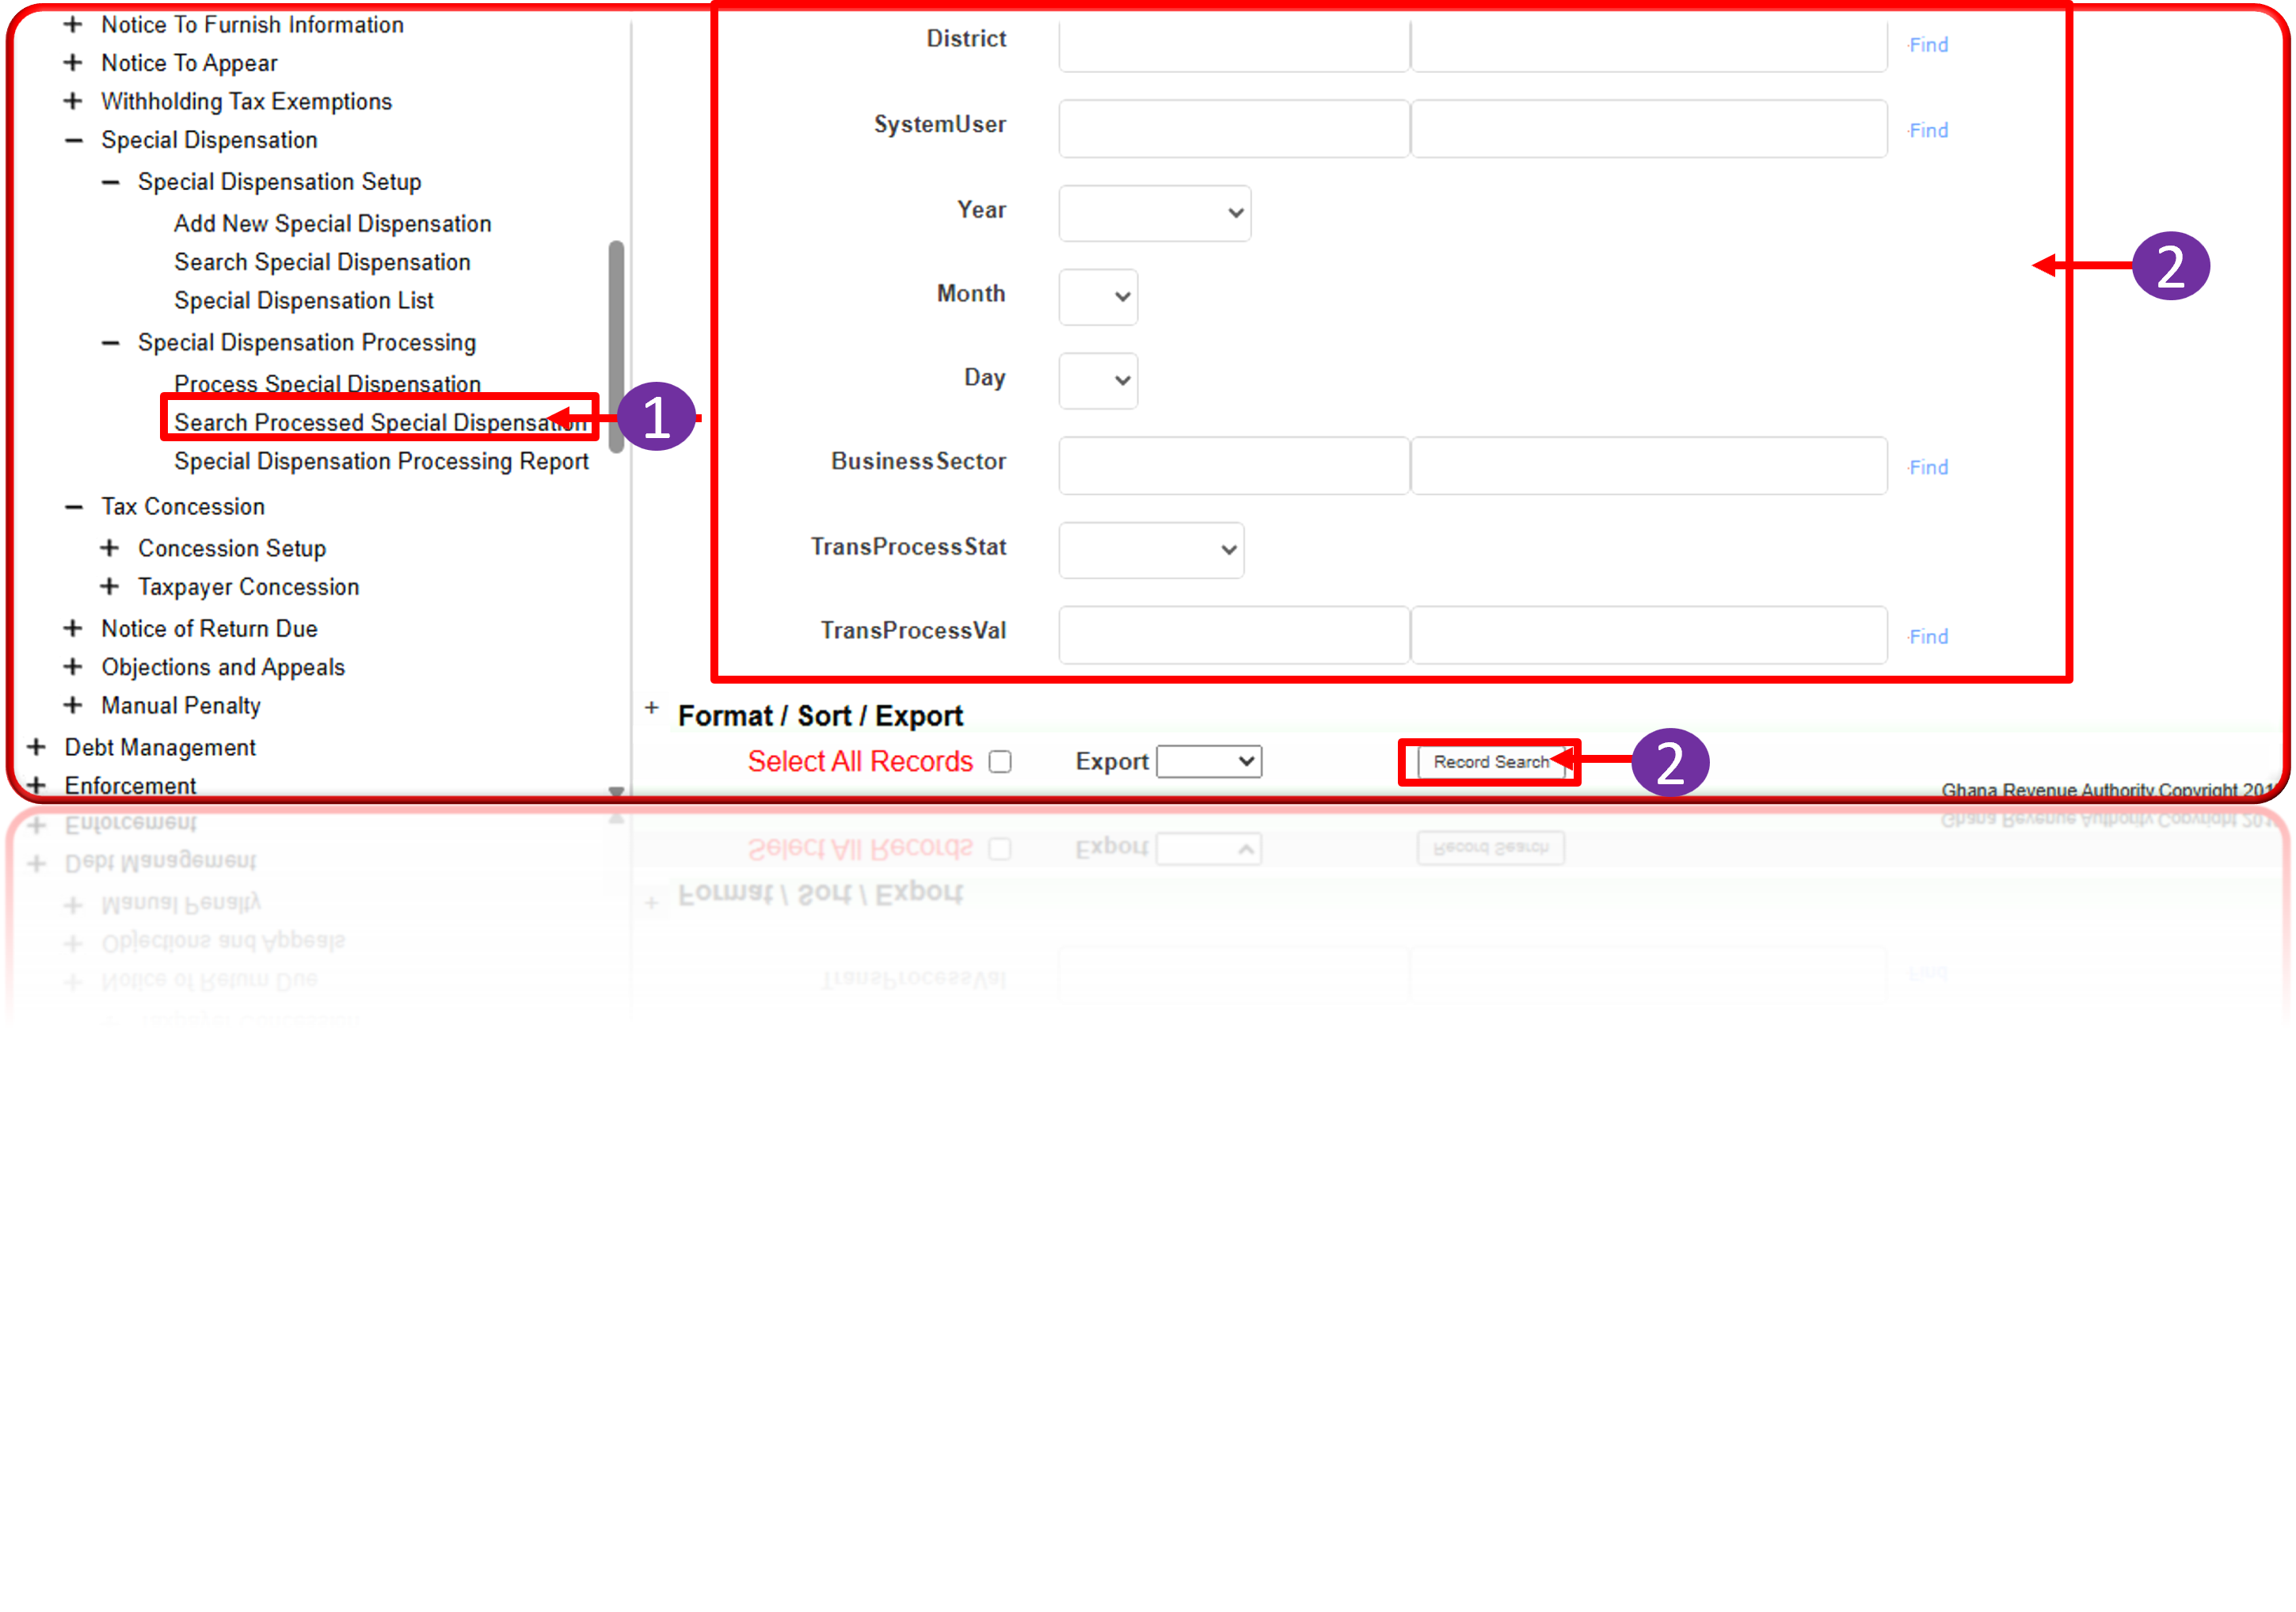 Notice To Furnish Information
Notice To Appear
Withholding Tax Exemptions
Special Dispensation
Special Dispensation Setup
Add New Special Dispensation
Search Special Dispensation
Special Dispensation List
Special Dispensation Processing
Process Special Dispensation
Search Processed Special Dispensation
Special Dispensation Processing Report
Tax Concession
Concession Setup
Taxpayer Concession
Notice of Return Due
Objections and Appeals
Manual Penalty
Debt Management
Enforcement
1
District Find
SystemUser Find
Year
Month
Day
BusinessSector Find
TransProcessStat
TransProcessVal Find
2
Format / Sort / Export
Select All Records Export Record Search
2
Ghana Revenue Authority Copyright